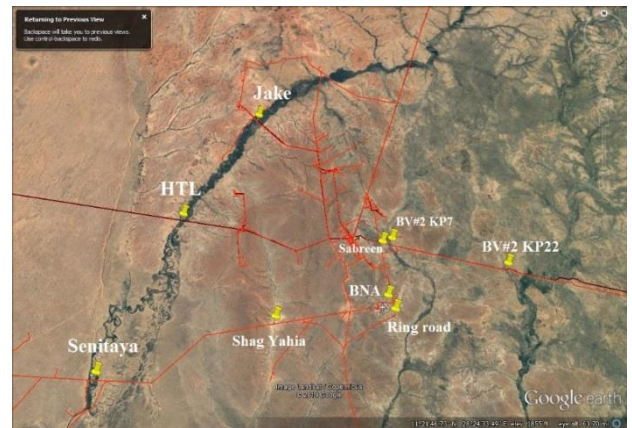 Returning to Previous View
Backspace will take you to previous views.
Use control-backspace to redo.
Jake
HTL
BV#2 KP7
Sabreen
BV#2 KP22
BNA
Ring road
Shag Yahia
Senitaya
Google earth